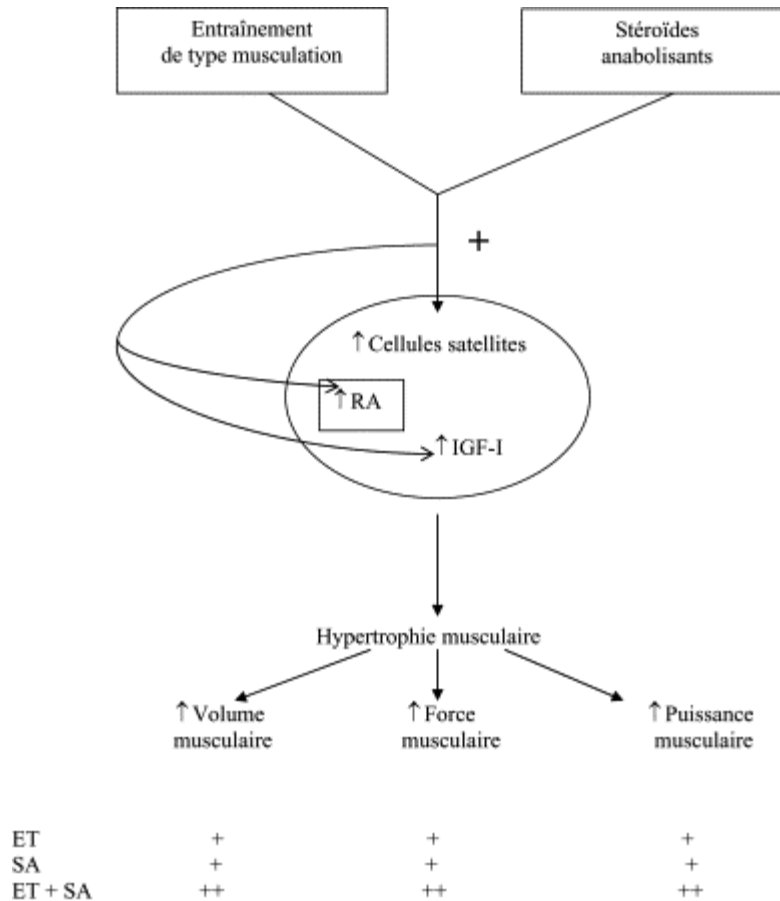 Entraînement
de type musculation
Stéroïdes
anabolisants
+
↑Cellules satellites
↑RA
↑IGF-I
Hypertrophie musculaire
↑Volume
musculaire
↑Force
musculaire
↑Puissance
musculaire
ET + + +
SA + + +
ET + SA ++ ++ ++